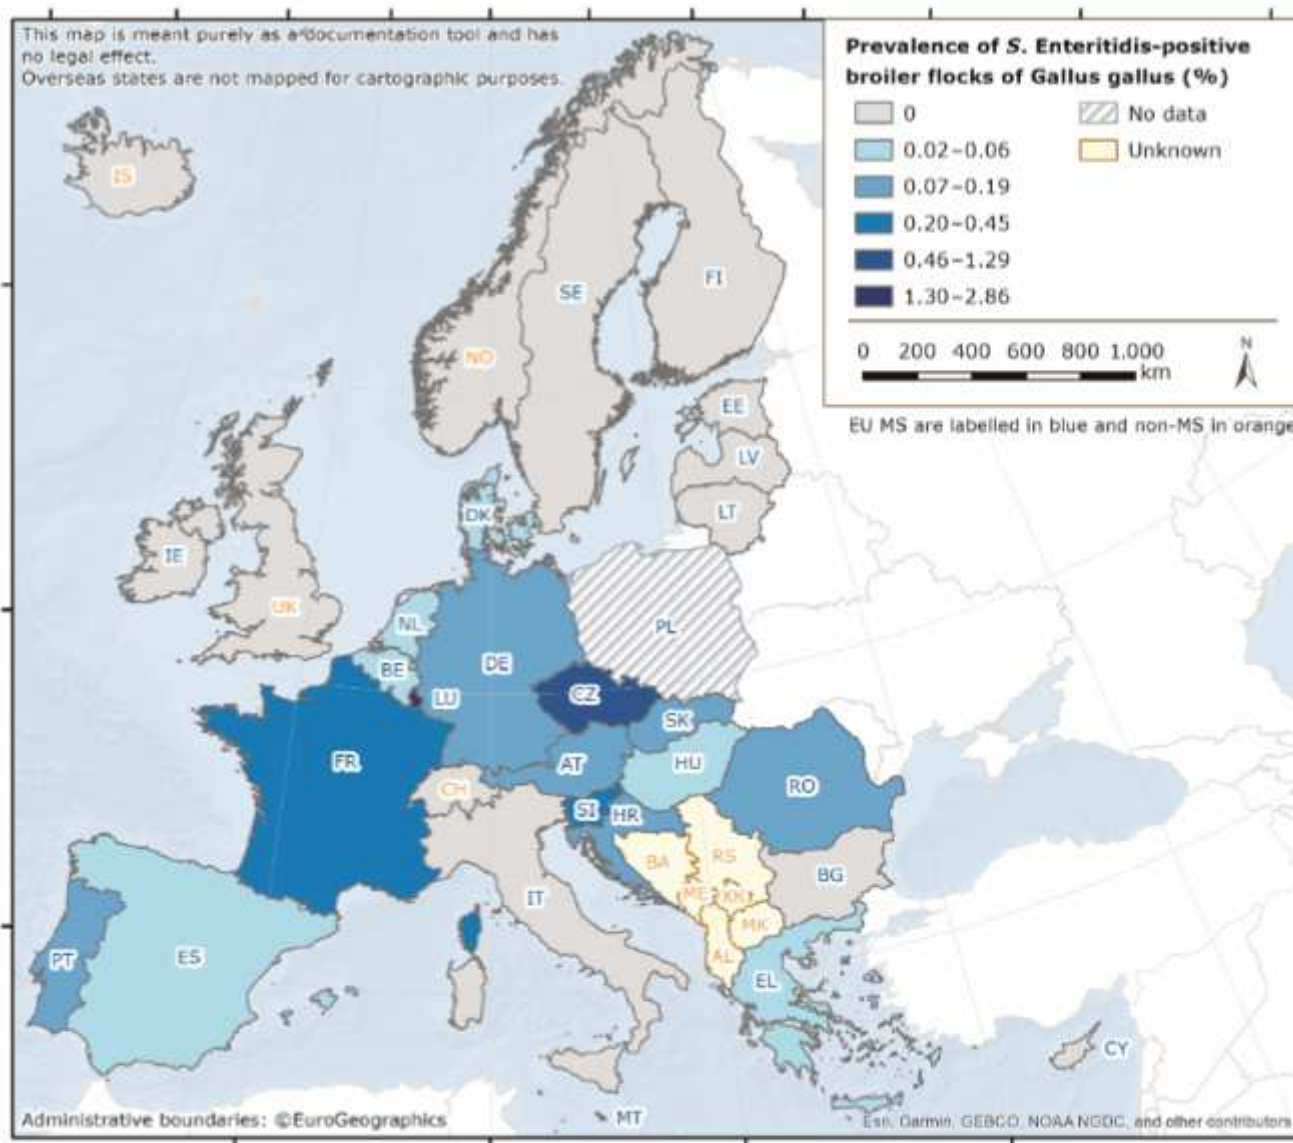 This map is meant purely as a documentation tool and has
no legal effect.
Overseas states are not mapped for cartographic purposes.
Prevalence of S. Enteritidis-positive
broiler flocks of Gallus gallus (%)
0
No data
0.02–0.06
Unknown
0.07–0.19
0.20–0.45
0.46–1.29
1.30–2.86
0 200 400 600 800 1.000
km
N
EU MS are labelled in blue and non-MS in orange
IS
SE
FI
NO
EE
LV
LT
DK
IE
UK
NL
PL
BE
DE
LU
CZ
SK
FR
AT
HU
CH
RO
SI
HR
BA
RS
BG
IT
ME
XK
MK
PT
ES
AL
EL
CY
MT
Administrative boundaries: ©EuroGeographics
Esri, Garmin, GEBCO, NOAA NGDC, and other contributors